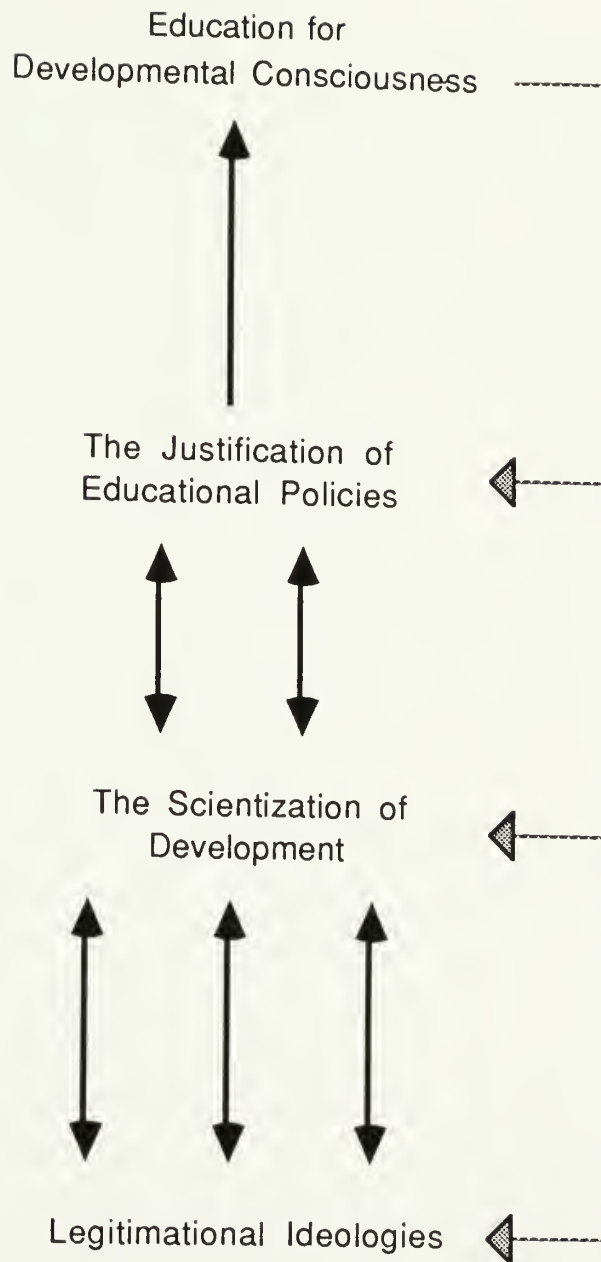 Education for
Developmental Consciousness
The Justification of
Educational Policies
The Scientization of
Development
Legitimational Ideologies